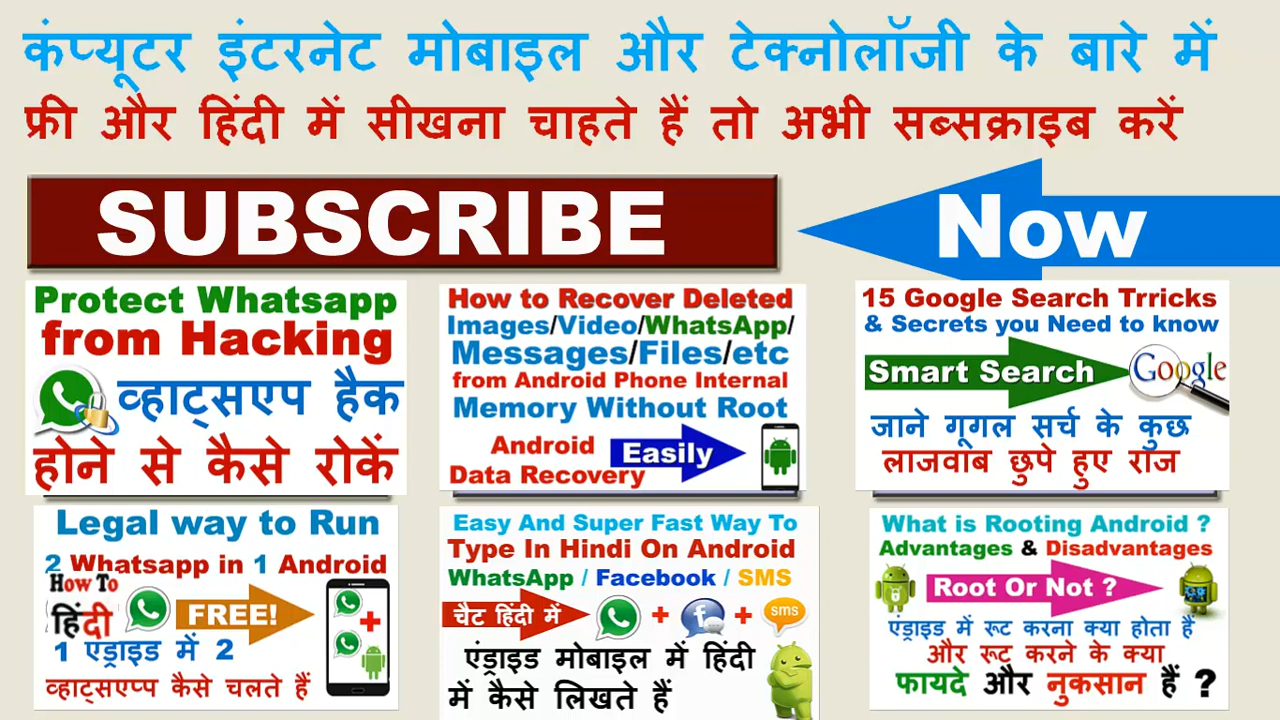 कंप्यूटर इंटरनेट मोबाइल और टेक्नोलॉजी के बारे में
फ्री और हिंदी में सीखना चाहते हैं तो अभी सब्सक्राइब करें
SUBSCRIBE
Now
Protect Whatsapp
from Hacking
व्हाट्सएप हैक
होने से कैसे रोकें
How to Recover Deleted
Images/Video/WhatsApp/
Messages/Files/etc
from Android Phone Internal
Memory Without Root
Android
Easily
Data Recovery
15 Google Search Trricks
& Secrets you Need to know
Smart Search
Google
जाने गूगल सर्च के कुछ
लाजवाब छुपे हुए राज
Legal way to Run
2 Whatsapp in 1 Android
How To
हिंदी
FREE!
+
1 एंड्राइड में 2
व्हाट्सएप्प कैसे चलते हैं
Easy And Super Fast Way To
Type In Hindi On Android
WhatsApp / Facebook / SMS
चैट हिंदी में
+ f + sms
एंड्राइड मोबाइल में हिंदी
में कैसे लिखते हैं
What is Rooting Android ?
Advantages & Disadvantages
Root Or Not ?
एंड्राइड में रूट करना क्या होता हैं
और रूट करने के क्या
फायदे और नुकसान हैं ?